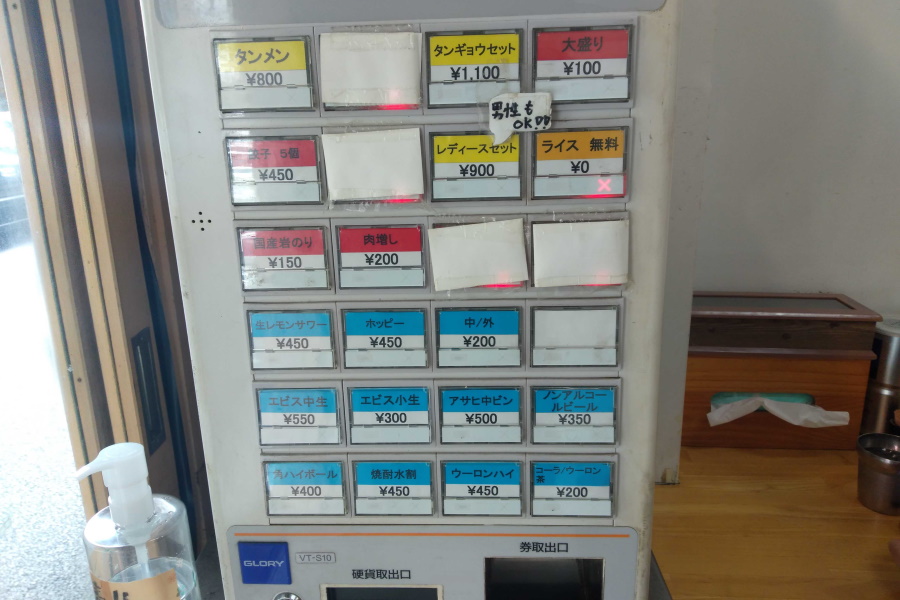 タンメン
¥800
タンギョウセット
¥1,100
大盛り
¥100
男性も
OK!!
餃子 5個
¥450
レディースセット
¥900
ライス 無料
¥0
国産岩のり
¥150
肉増し
¥200
生レモンサワー
¥450
ホッピー
¥450
中/外
¥200
エビス中生
¥550
エビス小生
¥300
アサヒ中ビン
¥500
ノンアルコー
ルビール
¥350
角ハイボール
¥400
焼酎水割
¥450
ウーロンハイ
¥450
コーラ/ウーロン
茶
¥200
GLORY
VT-S10
硬貨取出口
券取出口